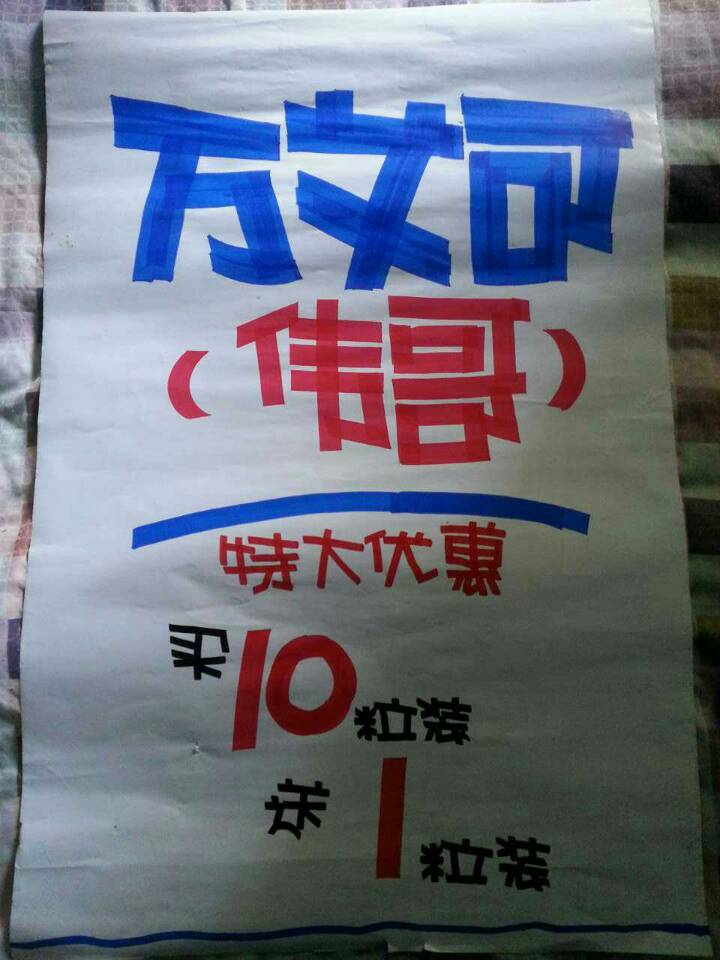 万艾可
(伟哥)
特大优惠
买10粒装
送1粒装